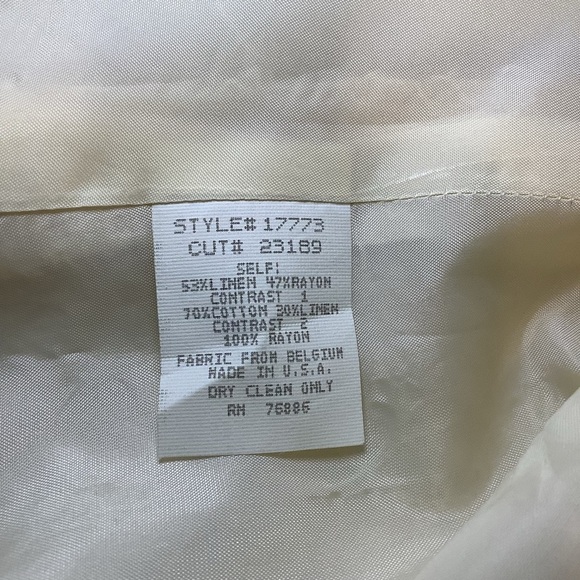 STYLE# 17773
CUT# 23189
SELF:
53%LINEN 47%RAYON
CONTRAST 1
70%COTTON 30%LINEN
CONTRAST 2
100% RAYON
FABRIC FROM BELGIUM
MADE IN U.S.A.
DRY CLEAN ONLY
RN 76886